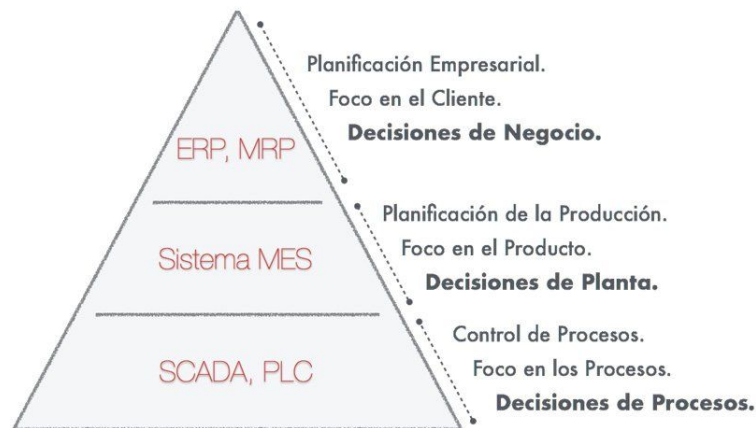 Planificación Empresarial.
Foco en el Cliente.
Decisiones de Negocio.
ERP, MRP
Planificación de la Producción.
Foco en el Producto.
Decisiones de Planta.
Sistema MES
Control de Procesos.
Foco en los Procesos.
Decisiones de Procesos.
SCADA, PLC